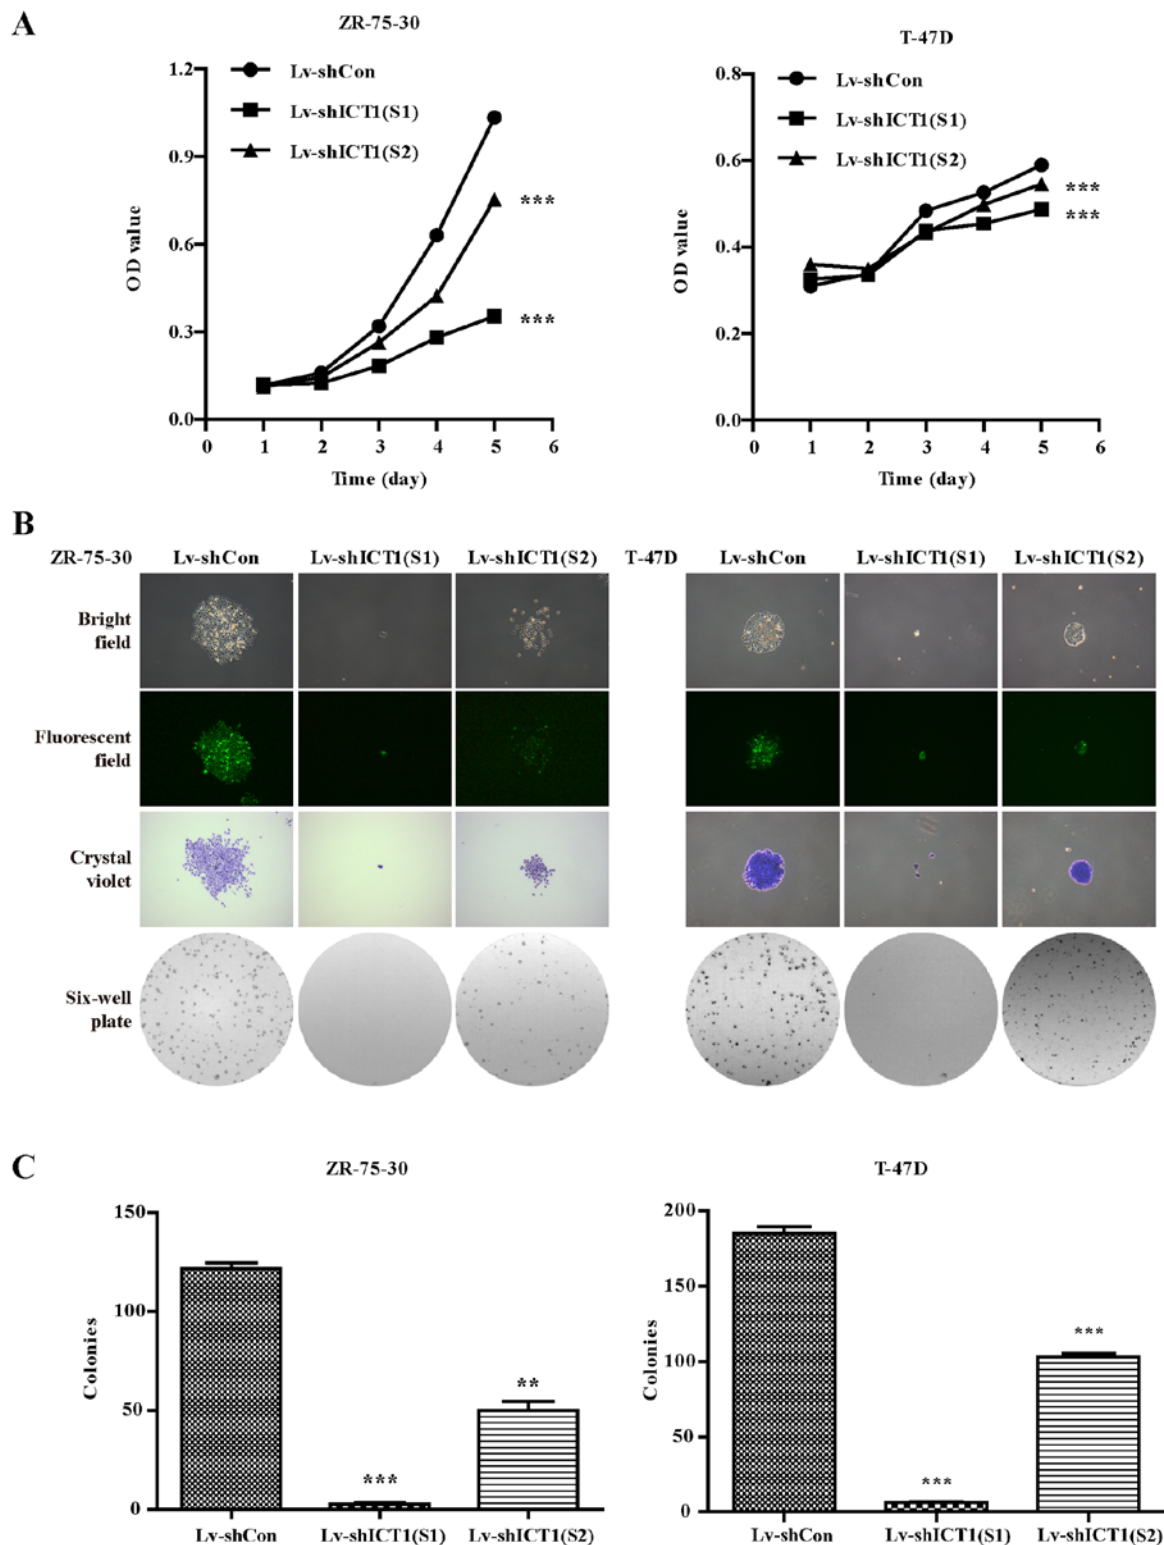 A
ZR-75-30
1.2
0.9
0.6
0.3
0.0
OD value
Lv-shCon
Lv-shICT1(S1)
Lv-shICT1(S2)
***
***
0 1 2 3 4 5 6
Time (day)
T-47D
0.8
0.6
0.4
0.2
0.0
OD value
Lv-shCon
Lv-shICT1(S1)
Lv-shICT1(S2)
***
***
0 1 2 3 4 5 6
Time (day)
B
ZR-75-30 Lv-shCon Lv-shICT1(S1) Lv-shICT1(S2) T-47D Lv-shCon Lv-shICT1(S1) Lv-shICT1(S2)
Bright
field
Fluorescent
field
Crystal
violet
Six-well
plate
C
ZR-75-30
150
100
50
0
Colonies
***
**
Lv-shCon Lv-shICT1(S1) Lv-shICT1(S2)
T-47D
200
150
100
50
0
Colonies
***
***
Lv-shCon Lv-shICT1(S1) Lv-shICT1(S2)